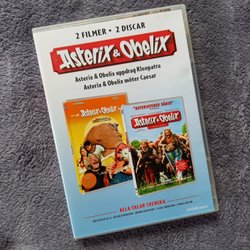 2 FILMER • 2 DISCAR
Asterix & Obelix
Asterix & Obelix uppdrag Kleopatra
Asterix & Obelix möter Caesar
Asterix & Obelix
Asterix & Obelix
ALLA TALAR SVENSKA